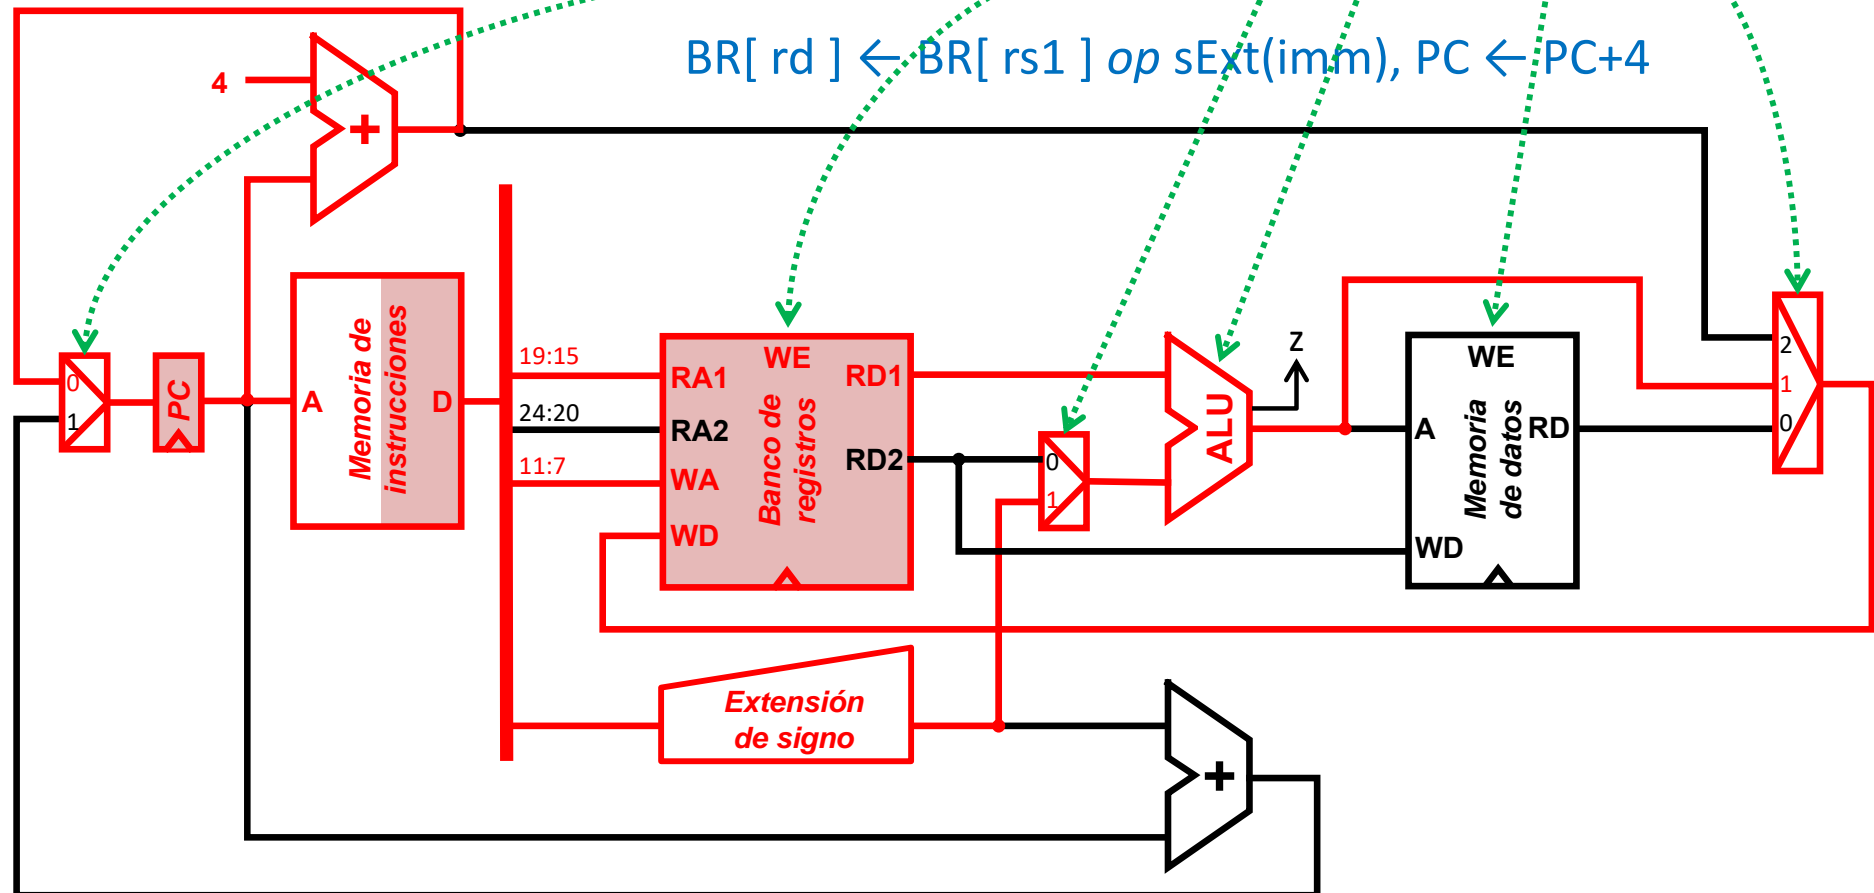 BR[ rd ] ← BR[ rs1 ] op sExt(imm), PC ← PC+4
4
+
0
1
PC
A
Memoria de
instrucciones
D
19:15
24:20
11:7
RA1
RA2
WA
WD
WE
Banco de
registros
RD1
RD2
0
1
ALU
Z
WE
A
Memoria
de datos
RD
WD
2
1
0
Extensión
de signo
+